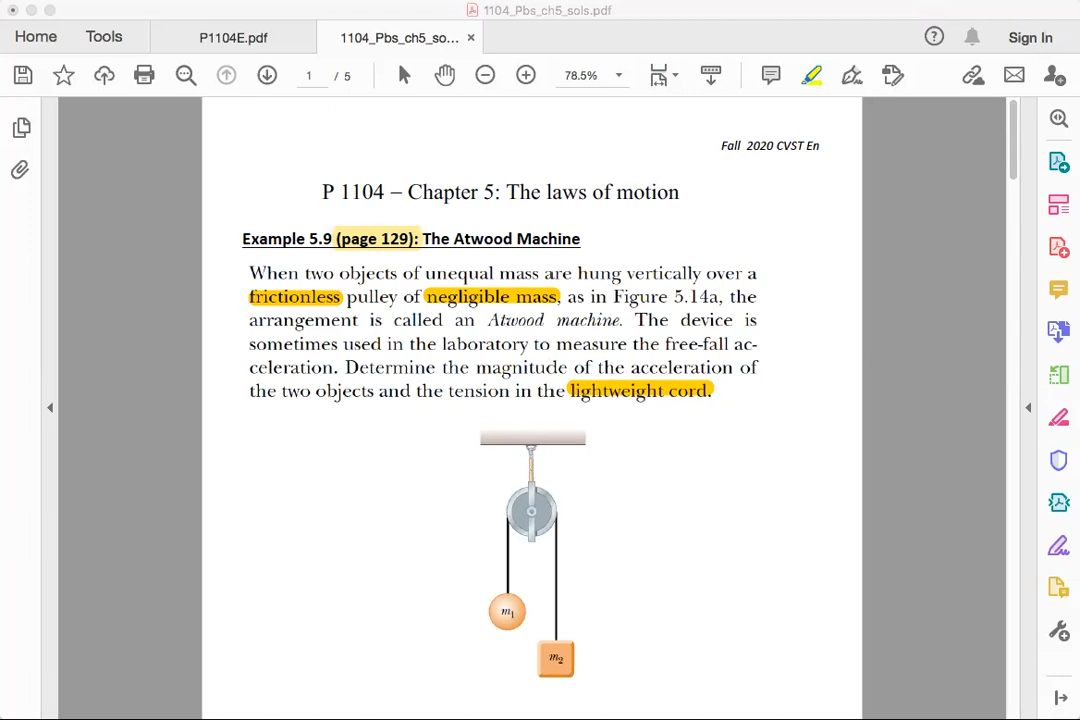 1104_Pbs_ch5_sols.pdf
Home Tools P1104E.pdf 1104_Pbs_ch5_so... × Sign In
1 / 5 78.5%
Fall 2020 CVST En
P 1104 – Chapter 5: The laws of motion
Example 5.9 (page 129): The Atwood Machine
When two objects of unequal mass are hung vertically over a
frictionless pulley of negligible mass, as in Figure 5.14a, the
arrangement is called an Atwood machine. The device is
sometimes used in the laboratory to measure the free-fall ac-
celeration. Determine the magnitude of the acceleration of
the two objects and the tension in the lightweight cord.
m₁
m₂